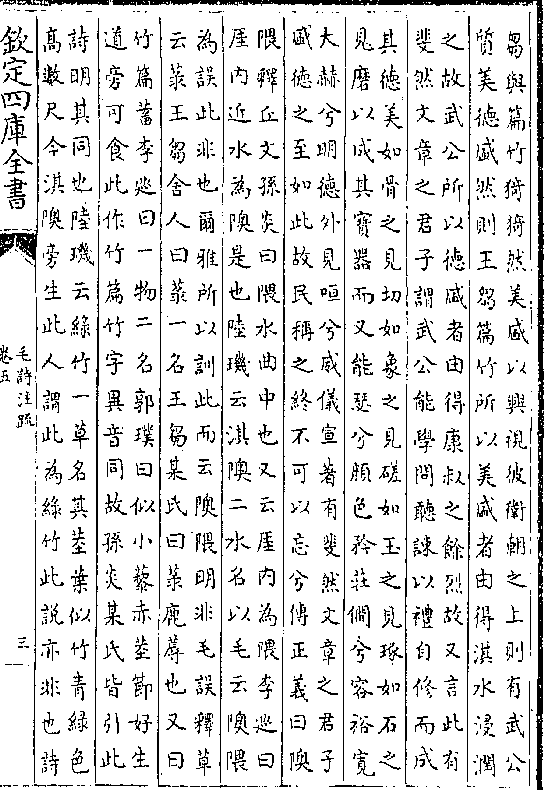 芻與篇竹猗猗然美盛以興視彼衛朝之上則有武公
質美德盛然則王芻篇竹所以美盛者由得淇水浸潤
之故武公所以德盛者由得康叔之餘烈故又言此有
斐然文章之君子謂武公能學問聽諫以禮自修而成
其德美如骨之見切如象之見磋如玉之見琢如石之
見磨以成其寶器而又能瑟兮顏色矜莊僴兮容裕寛
大赫兮明德外見咺兮威儀宣著有斐然文章之君子
盛德之至如此故民稱之終不可以忘兮傳正義曰隩
隈釋丘文孫炎曰隈水曲中也又云厓内為隈李廵曰
厓内近水為隩是也陸璣云淇隩二水名以毛云隩隈
為誤此非也爾雅所以訓此而云隩隈明非毛誤釋草
云菉王芻舍人曰菉一名王芻某氏曰菉鹿蓐也又曰
竹篇蓄李廵曰一物二名郭璞曰似小藜赤莖節好生
道旁可食此作竹篇竹字異音同故孫炎某氏皆引此
詩明其同也陸璣云綠竹一草名其莖葉似竹青綠色
高數尺今淇隩旁生此人謂此為綠竹此說亦非也詩
欽定四庫全書
毛詩注疏
卷五
三